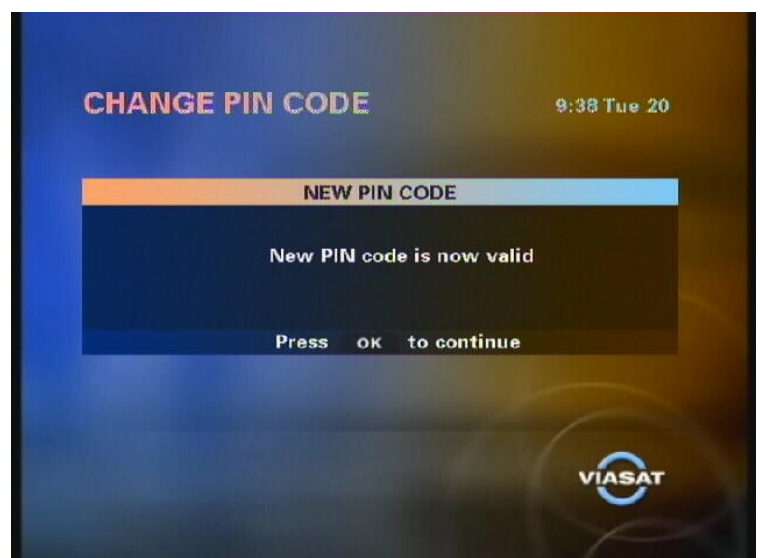 CHANGE PIN CODE
9:38 Tue 20
NEW PIN CODE
New PIN code is now valid
Press OK to continue
VIASAT